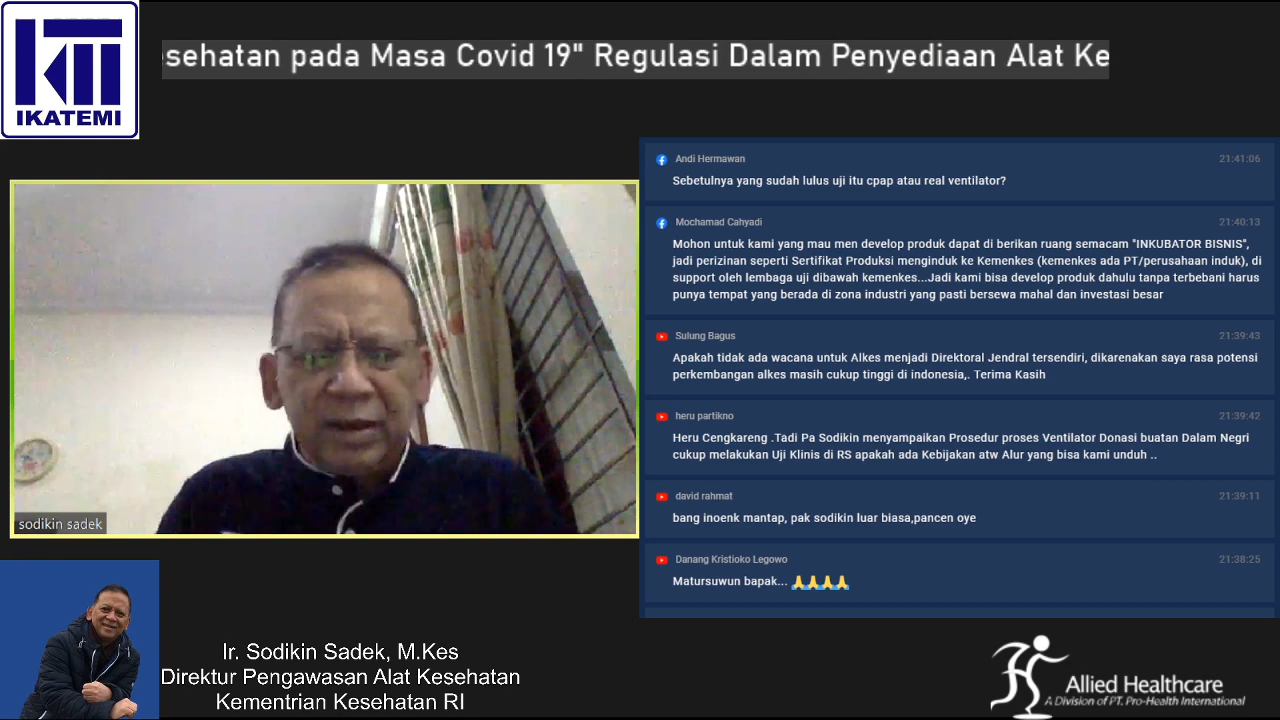 IKATEMI
sehatan pada Masa Covid 19" Regulasi Dalam Penyediaan Alat Ke
Andi Hermawan 21:41:06
Sebetulnya yang sudah lulus uji itu cpap atau real ventilator?
Mochamad Cahyadi 21:40:13
Mohon untuk kami yang mau men develop produk dapat di berikan ruang semacam "INKUBATOR BISNIS",
jadi perizinan seperti Sertifikat Produksi menginduk ke Kemenkes (kemenkes ada PT/perusahaan induk), di
support oleh lembaga uji dibawah kemenkes...Jadi kami bisa develop produk dahulu tanpa terbebani harus
punya tempat yang berada di zona industri yang pasti bersewa mahal dan investasi besar
Sulung Bagus 21:39:43
Apakah tidak ada wacana untuk Alkes menjadi Direktoral Jendral tersendiri, dikarenakan saya rasa potensi
perkembangan alkes masih cukup tinggi di indonesia,. Terima Kasih
heru partikno 21:39:42
Heru Cengkareng .Tadi Pa Sodikin menyampaikan Prosedur proses Ventilator Donasi buatan Dalam Negri
cukup melakukan Uji Klinis di RS apakah ada Kebijakan atw Alur yang bisa kami unduh ..
david rahmat 21:39:11
bang inoenk mantap, pak sodikin luar biasa,pancen oye
Danang Kristioko Legowo 21:38:25
Matursuwun bapak... 🙏🙏🙏🙏
sodikin sadek
Ir. Sodikin Sadek, M.Kes
Direktur Pengawasan Alat Kesehatan
Kementrian Kesehatan RI
Allied Healthcare
A Division of PT. Pro-Health International